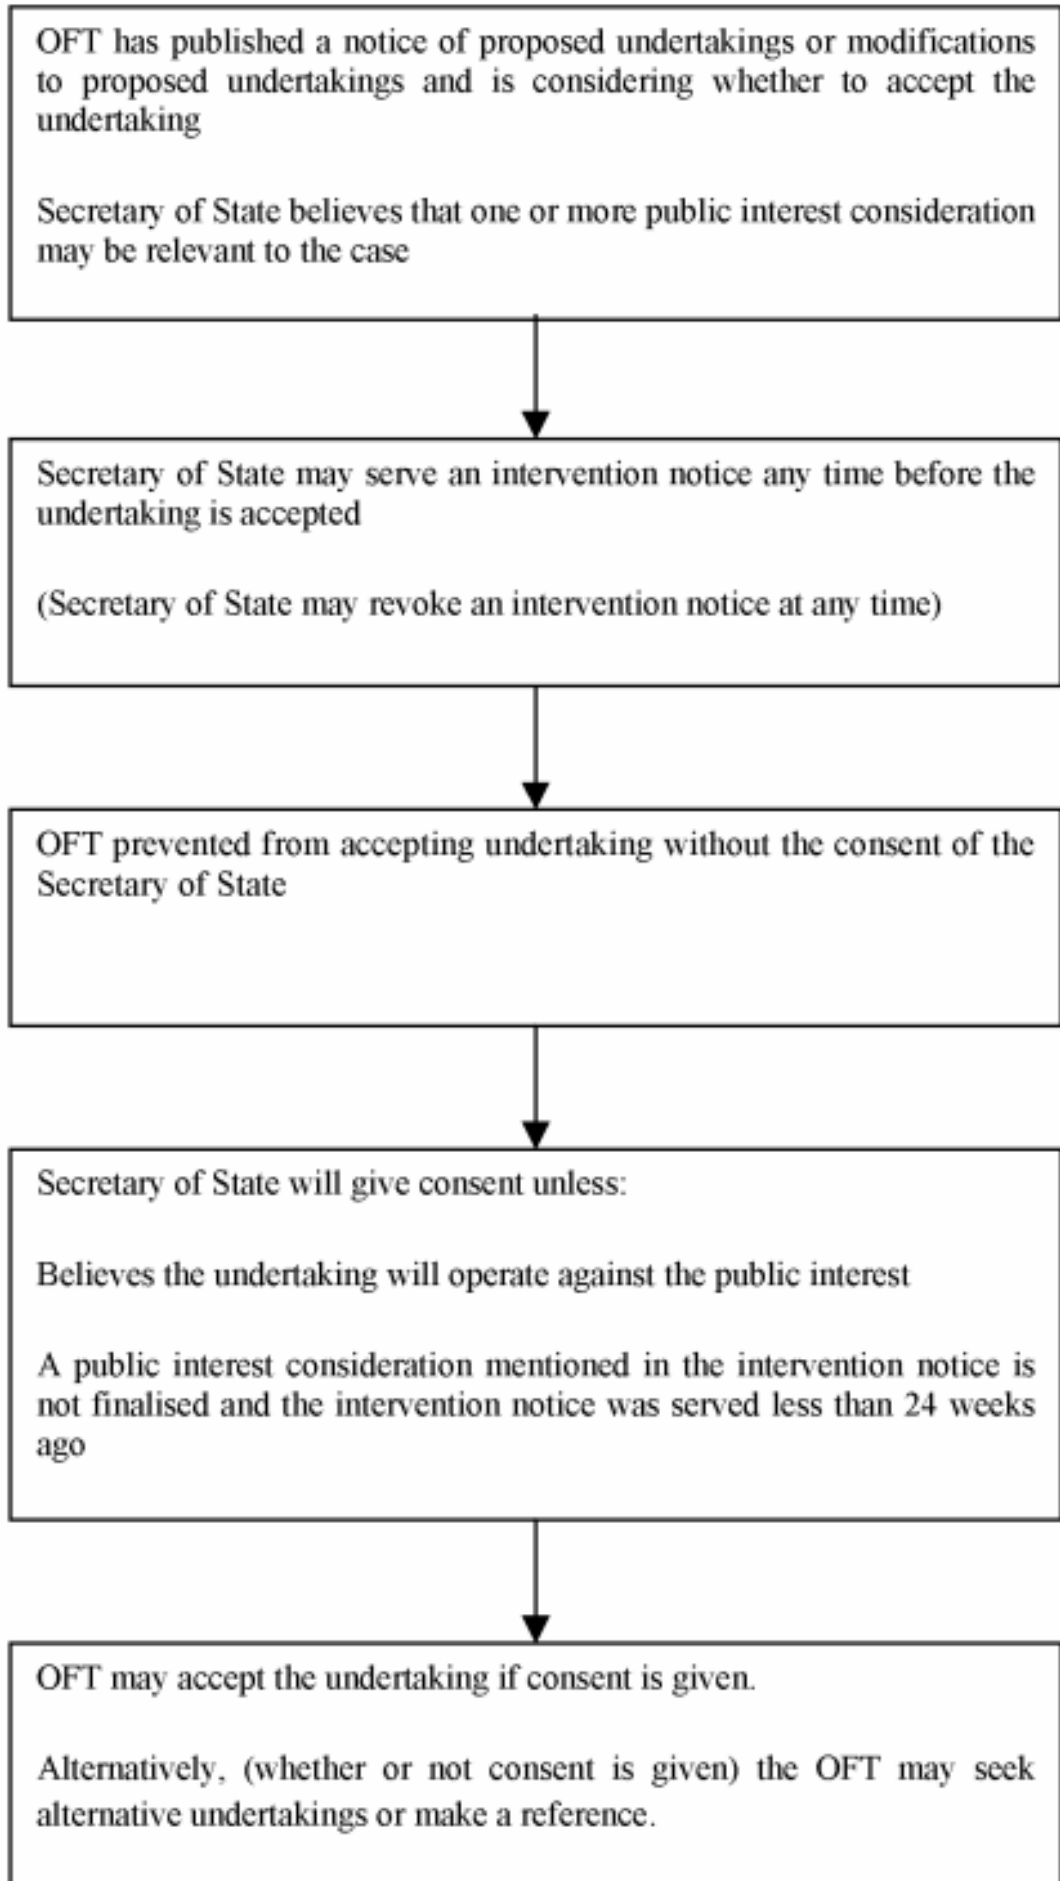 OFT has published a notice of proposed undertakings or modifications
to proposed undertakings and is considering whether to accept the
undertaking
Secretary of State believes that one or more public interest consideration
may be relevant to the case
Secretary of State may serve an intervention notice any time before the
undertaking is accepted
(Secretary of State may revoke an intervention notice at any time)
OFT prevented from accepting undertaking without the consent of the
Secretary of State
Secretary of State will give consent unless:
Believes the undertaking will operate against the public interest
A public interest consideration mentioned in the intervention notice is
not finalised and the intervention notice was served less than 24 weeks
ago
OFT may accept the undertaking if consent is given.
Alternatively, (whether or not consent is given) the OFT may seek
alternative undertakings or make a reference.